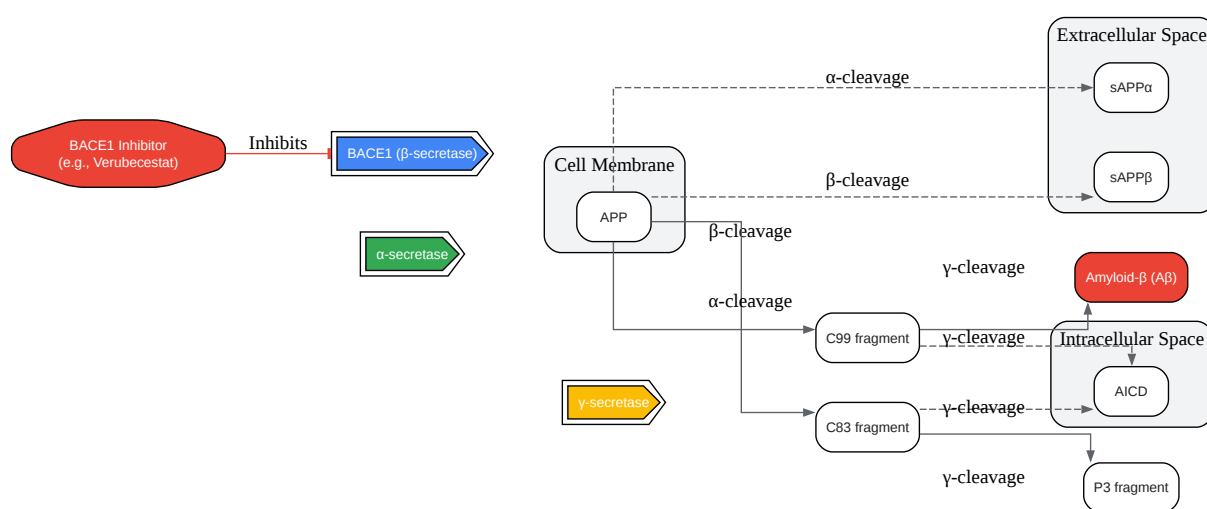 Extracellular Space
α-cleavage
sAPPα
BACE1 Inhibitor
(e.g., Verubecestat)
Inhibits
BACE1 (β-secretase)
Cell Membrane
β-cleavage
sAPPβ
APP
β-cleavage
α-secretase
γ-cleavage
Amyloid-β (Aβ)
α-cleavage
C99 fragment
γ-cleavage
Intracellular Space
AICD
γ-secretase
γ-cleavage
C83 fragment
γ-cleavage
P3 fragment